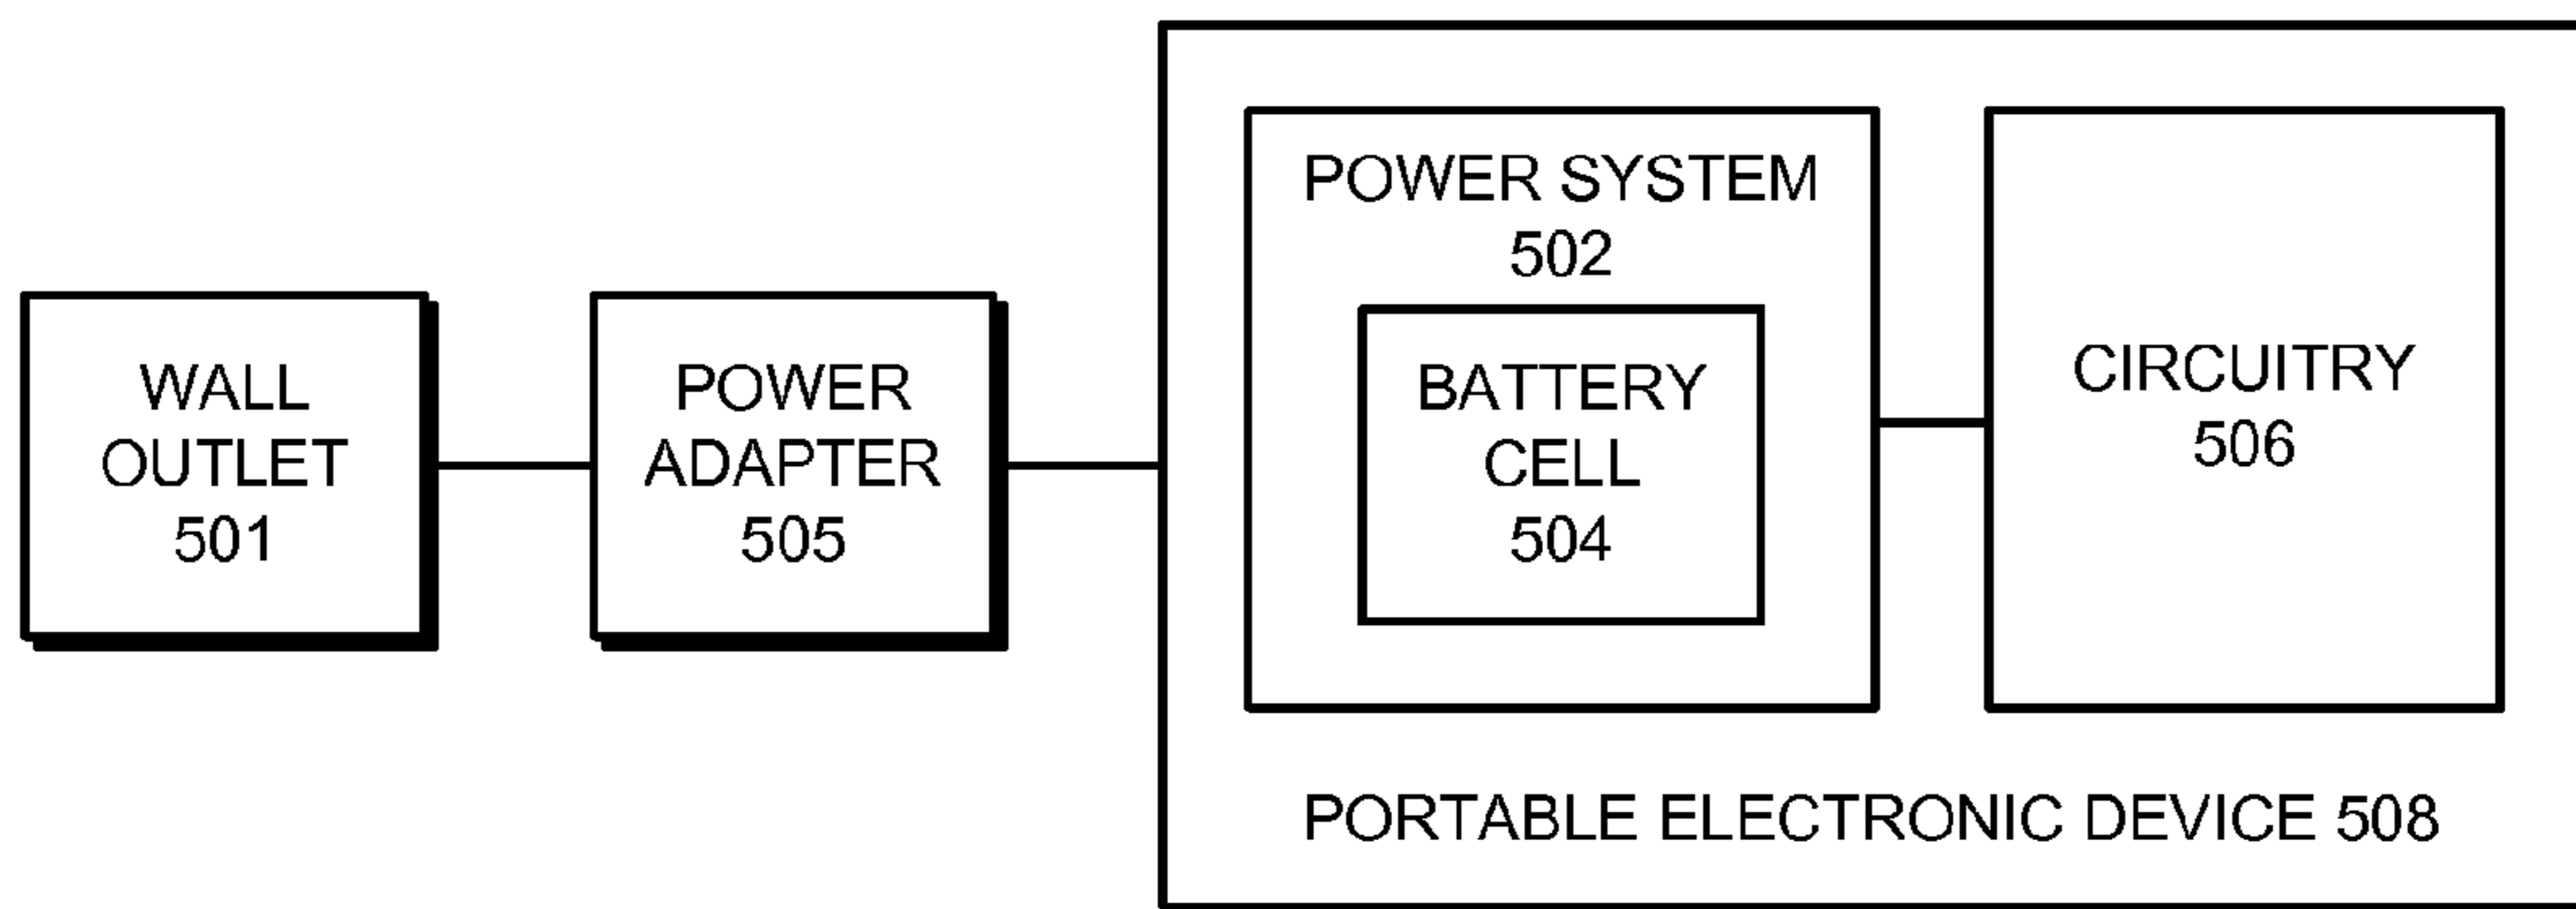 WALL
OUTLET
501
POWER
ADAPTER
505
POWER SYSTEM
502
BATTERY
CELL
504
CIRCUITRY
506
PORTABLE ELECTRONIC DEVICE 508